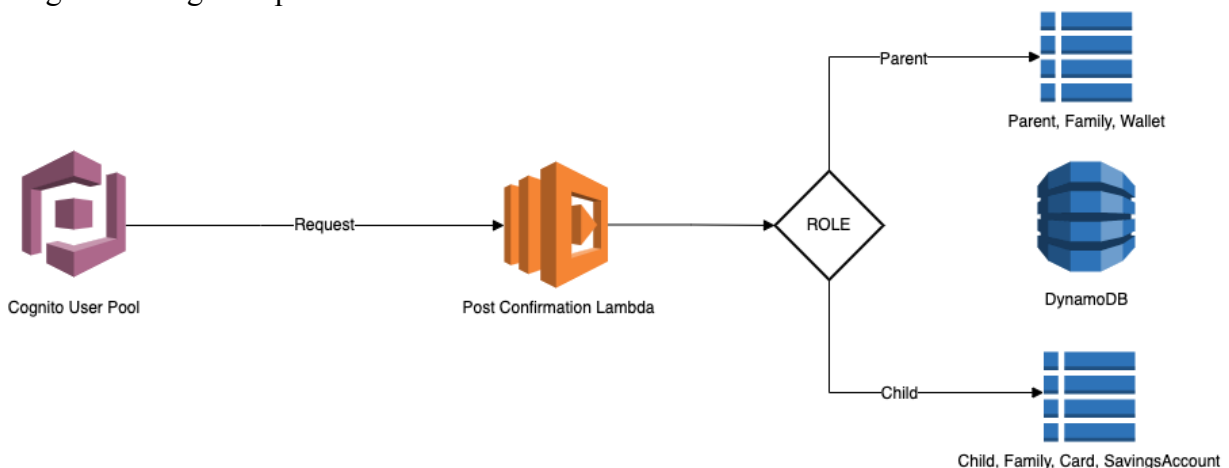 Parent
Parent, Family, Wallet
Request
ROLE
Cognito User Pool
Post Confirmation Lambda
DynamoDB
Child
Child, Family, Card, SavingsAccount